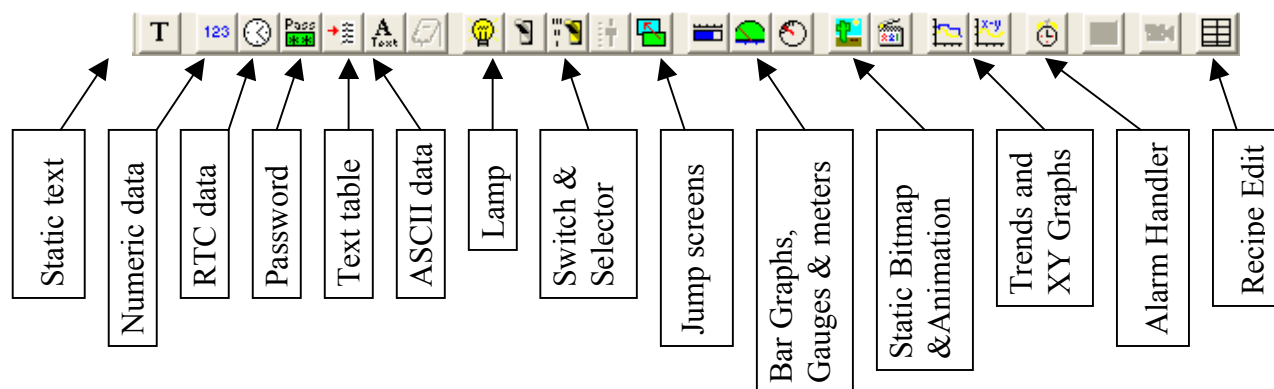 T
123
Pass
**
A
Text
x-y
Static text
Numeric data
RTC data
Password
Text table
ASCII data
Lamp
Switch &
Selector
Jump screens
Bar Graphs,
Gauges & meters
Static Bitmap
&Animation
Trends and
XY Graphs
Alarm Handler
Recipe Edit